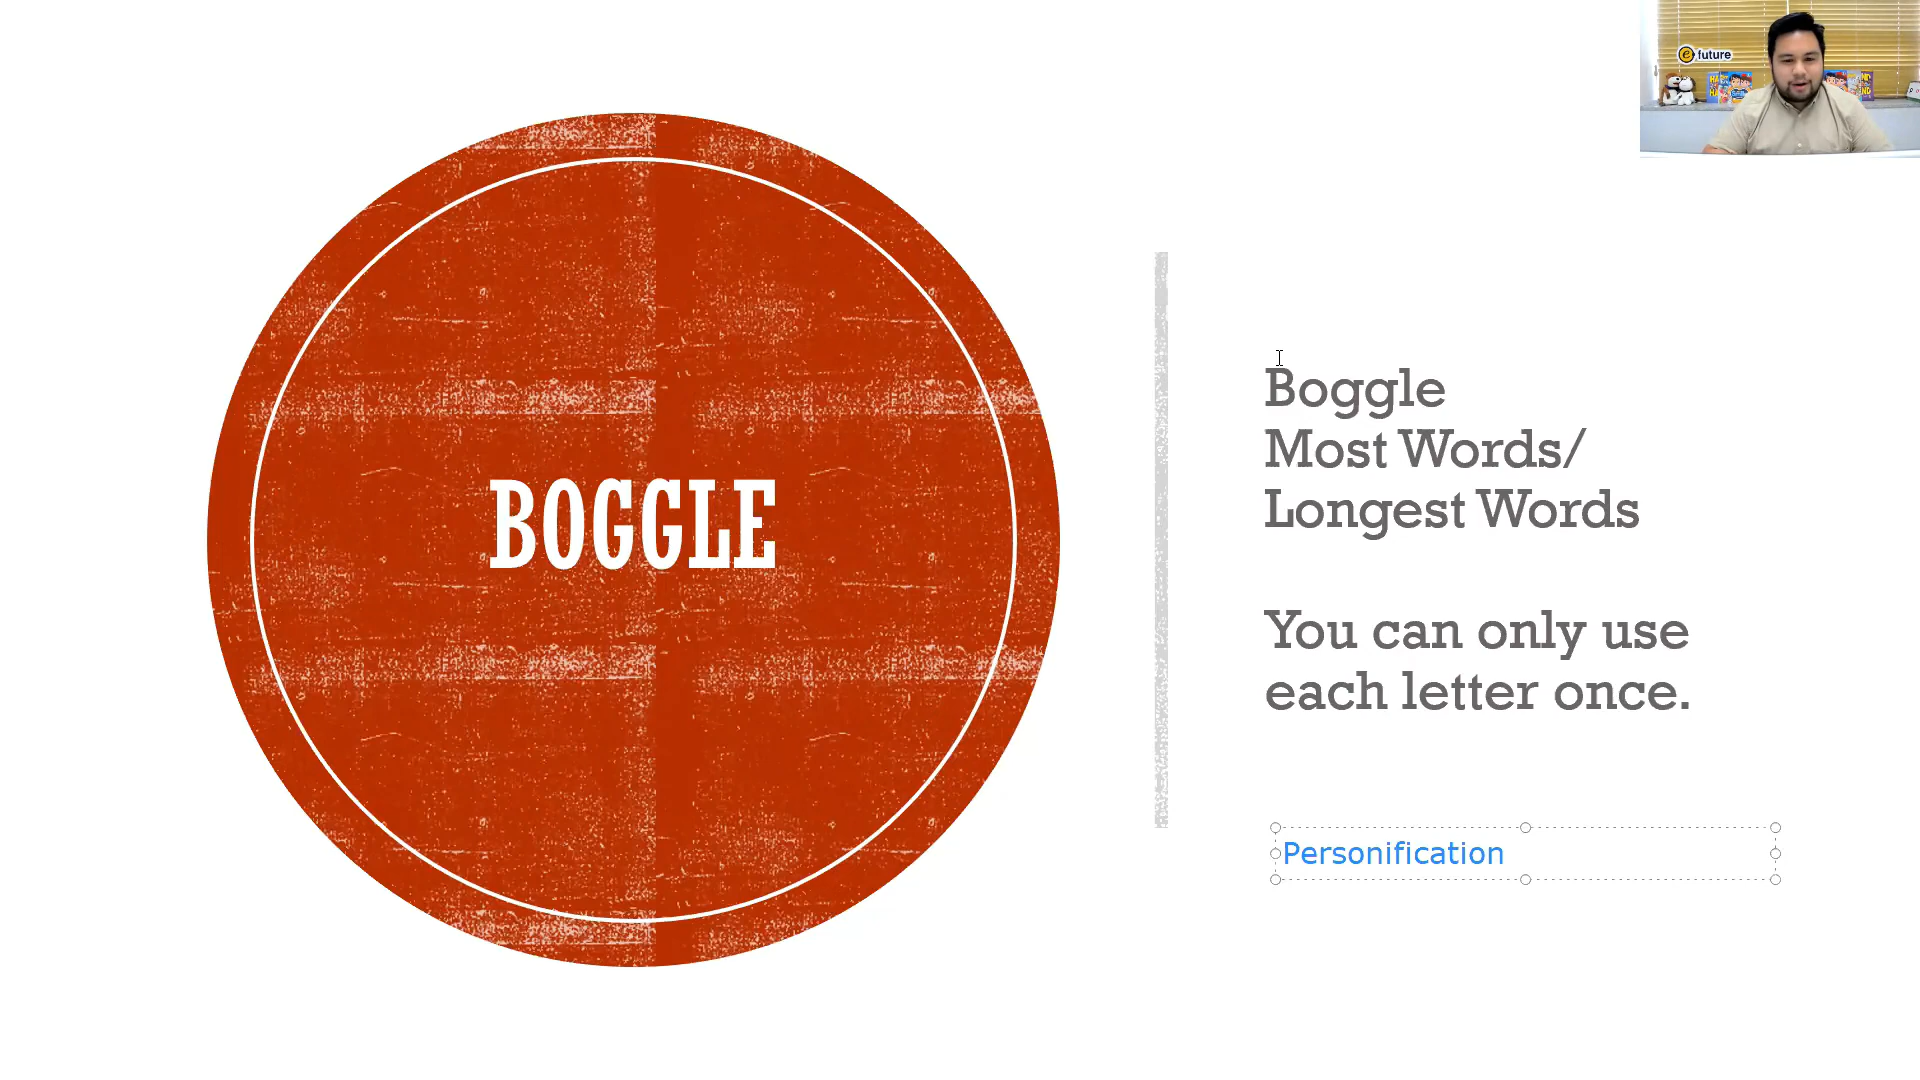 e future
BOGGLE
Boggle
Most Words/
Longest Words
You can only use
each letter once.
Personification